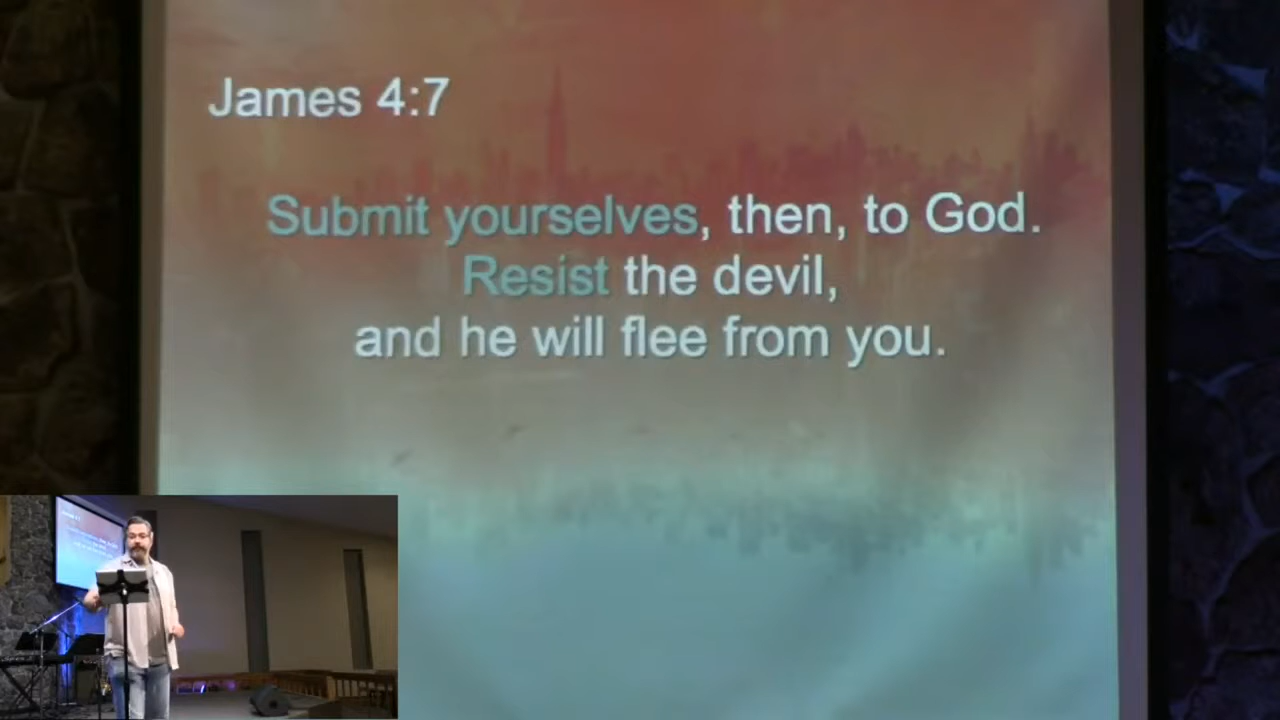 James 4:7
Submit yourselves, then, to God.
Resist the devil,
and he will flee from you.